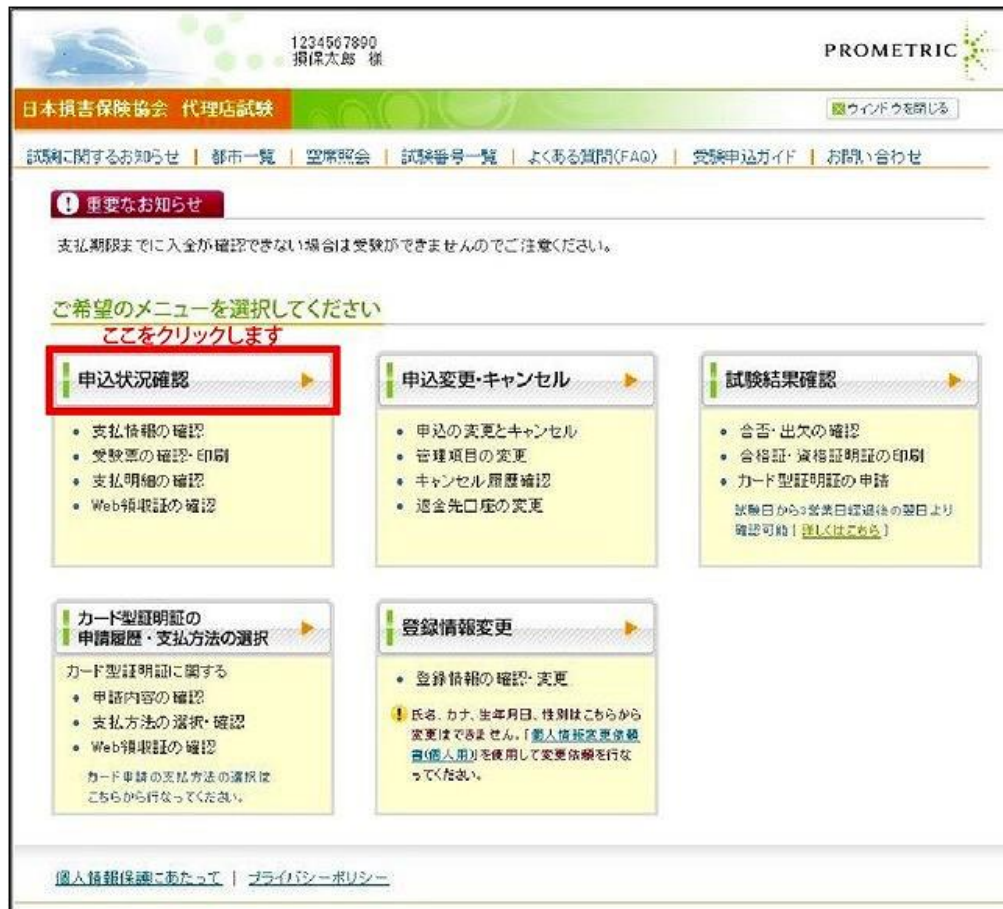 1234567890
損保太郎 様
PROMETRIC
日本損害保険協会 代理店試験
ウィンドウを閉じる
試験に関するお知らせ | 都市一覧 | 空席照会 | 試験番号一覧 | よくある質問(FAQ) | 受験申込ガイド | お問い合わせ
! 重要なお知らせ
支払期限までに入金が確認できない場合は受験ができませんのでご注意ください。
ご希望のメニューを選択してください
ここをクリックします
申込状況確認
• 支払情報の確認
• 受験票の確認・印刷
• 支払明細の確認
• Web領収証の確認
申込変更・キャンセル
• 申込の変更とキャンセル
• 管理項目の変更
• キャンセル履歴確認
• 返金先口座の変更
試験結果確認
• 合否・出欠の確認
• 合格証・資格証明証の印刷
• カード型証明証の申請
試験日から3営業日経過後の翌日より
確認可能 [ 詳しくはこちら ]
カード型証明証の
申請履歴・支払方法の選択
カード型証明証に関する
• 申請内容の確認
• 支払方法の選択・確認
• Web領収証の確認
カード申請の支払方法の選択は
こちらから行なってください。
登録情報変更
• 登録情報の確認・変更
! 氏名、カナ、生年月日、性別はこちらから
変更はできません。「個人情報変更依頼
書(個人用)」を使用して変更依頼を行な
ってください。
個人情報保護にあたって | プライバシーポリシー